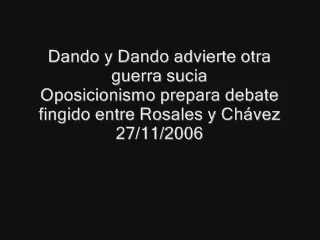 Dando y Dando advierte otra
guerra sucia
Oposicionismo prepara debate
fingido entre Rosales y Chávez
27/11/2006